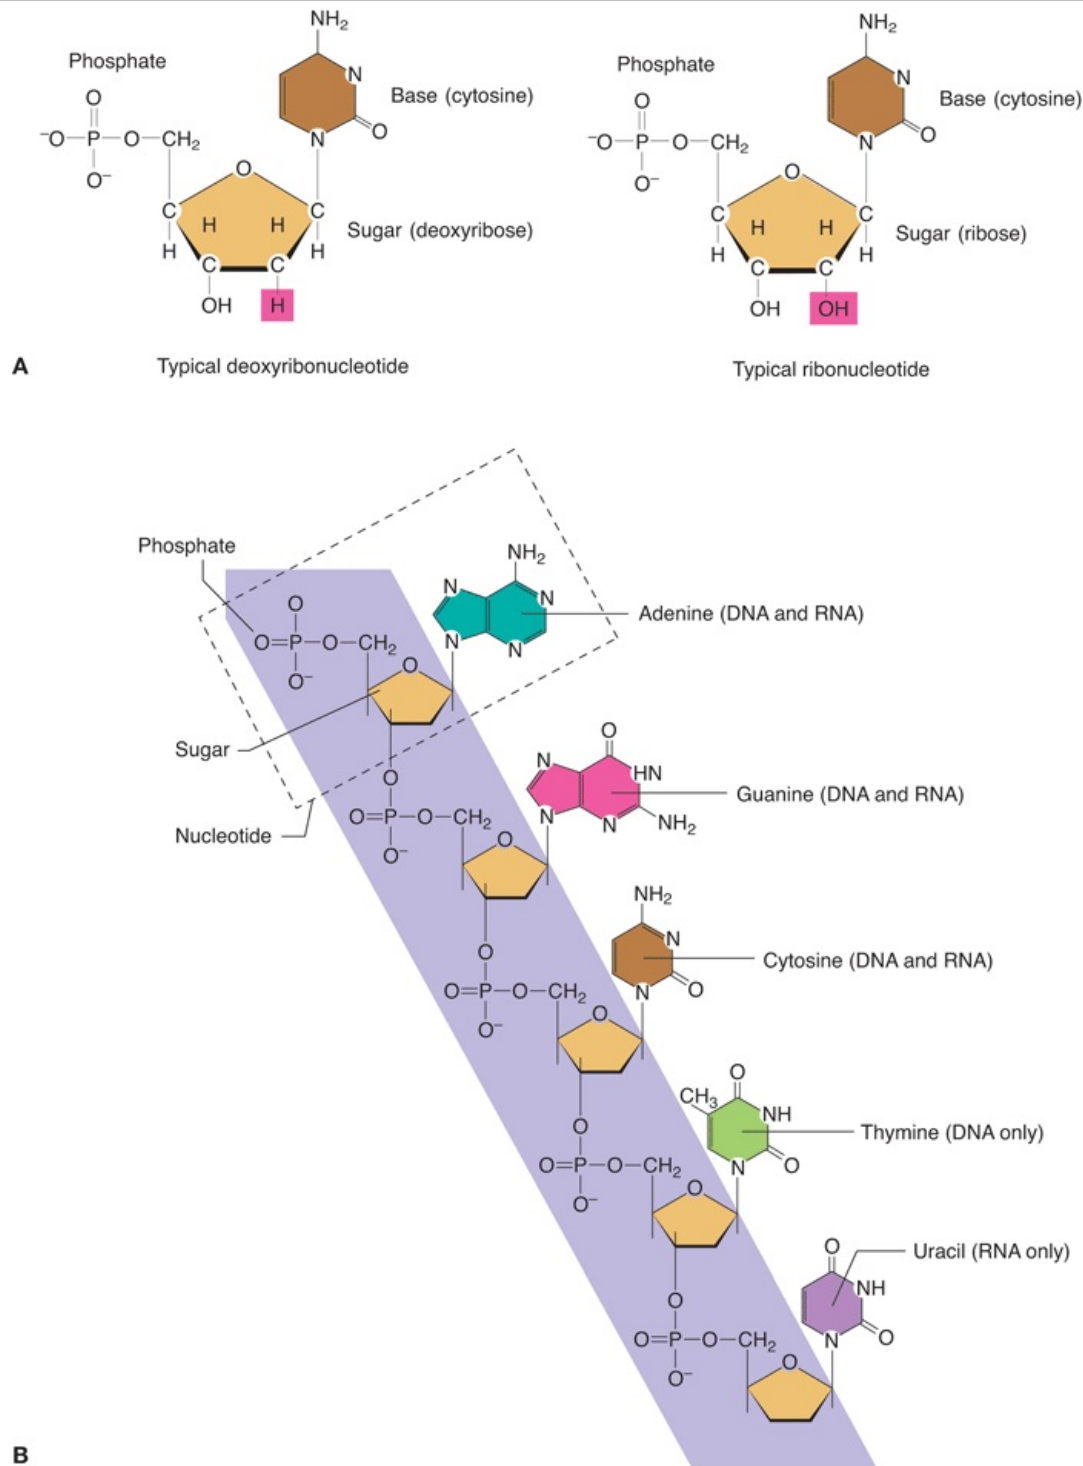 NH₂
Phosphate
N
Base (cytosine)
O
⁻O—P—O—CH₂
O⁻
N
O
O
C
C
H
H
H
H
Sugar (deoxyribose)
C
C
OH
H
Typical deoxyribonucleotide
NH₂
Phosphate
N
Base (cytosine)
O
⁻O—P—O—CH₂
O⁻
N
O
O
C
C
H
H
H
H
Sugar (ribose)
C
C
OH
OH
Typical ribonucleotide
A
Phosphate
NH₂
N
N
Adenine (DNA and RNA)
O
O=P—O—CH₂
O⁻
N
N
O
Sugar
Nucleotide
O
N
HN
Guanine (DNA and RNA)
N
N
NH₂
O
O=P—O—CH₂
O⁻
O
NH₂
N
Cytosine (DNA and RNA)
N
O
O
O=P—O—CH₂
O⁻
O
O
CH₃
NH
Thymine (DNA only)
N
O
O
O=P—O—CH₂
O⁻
O
O
Uracil (RNA only)
NH
N
O
O
O=P—O—CH₂
O⁻
O
B